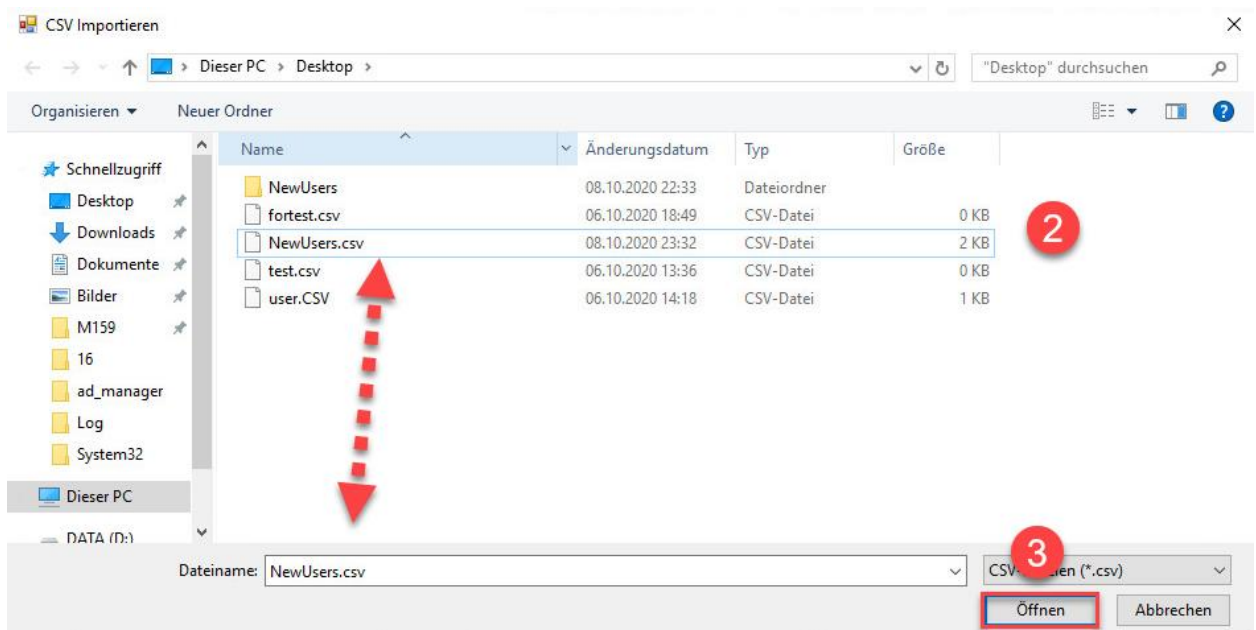 CSV Importieren
Dieser PC > Desktop >
"Desktop" durchsuchen
Organisieren Neuer Ordner
Name Änderungsdatum Typ Größe
Schnellzugriff
Desktop
Downloads
Dokumente
Bilder
M159
16
ad_manager
Log
System32
Dieser PC
DATA (D:)
NewUsers 08.10.2020 22:33 Dateiordner
fortest.csv 06.10.2020 18:49 CSV-Datei 0 KB
NewUsers.csv 08.10.2020 23:32 CSV-Datei 2 KB
test.csv 06.10.2020 13:36 CSV-Datei 0 KB
user.CSV 06.10.2020 14:18 CSV-Datei 1 KB
2
3
Dateiname: NewUsers.csv (*.csv)
Öffnen Abbrechen